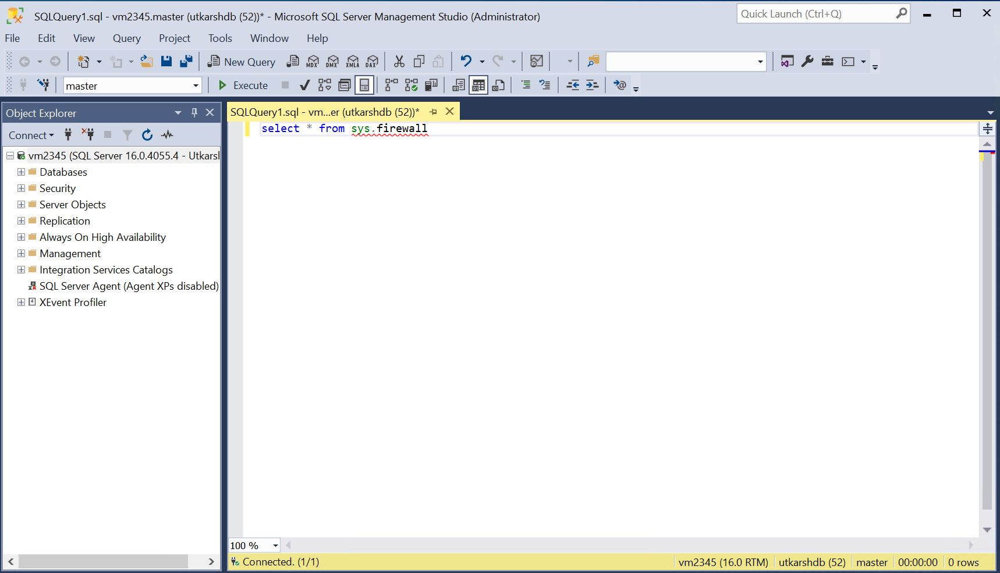 SQLQuery1.sql - vm2345.master (utkarshdb (52))* - Microsoft SQL Server Management Studio (Administrator)
Quick Launch (Ctrl+Q)
File Edit View Query Project Tools Window Help
New Query MDX DMX XMLA DAX
master Execute
Object Explorer
SQLQuery1.sql - vm...er (utkarshdb (52))*
Connect
select * from sys.firewall
vm2345 (SQL Server 16.0.4055.4 - Utkarsl
Databases
Security
Server Objects
Replication
Always On High Availability
Management
Integration Services Catalogs
SQL Server Agent (Agent XPs disabled)
XEvent Profiler
100 %
Connected. (1/1)
vm2345 (16.0 RTM) utkarshdb (52) master 00:00:00 0 rows